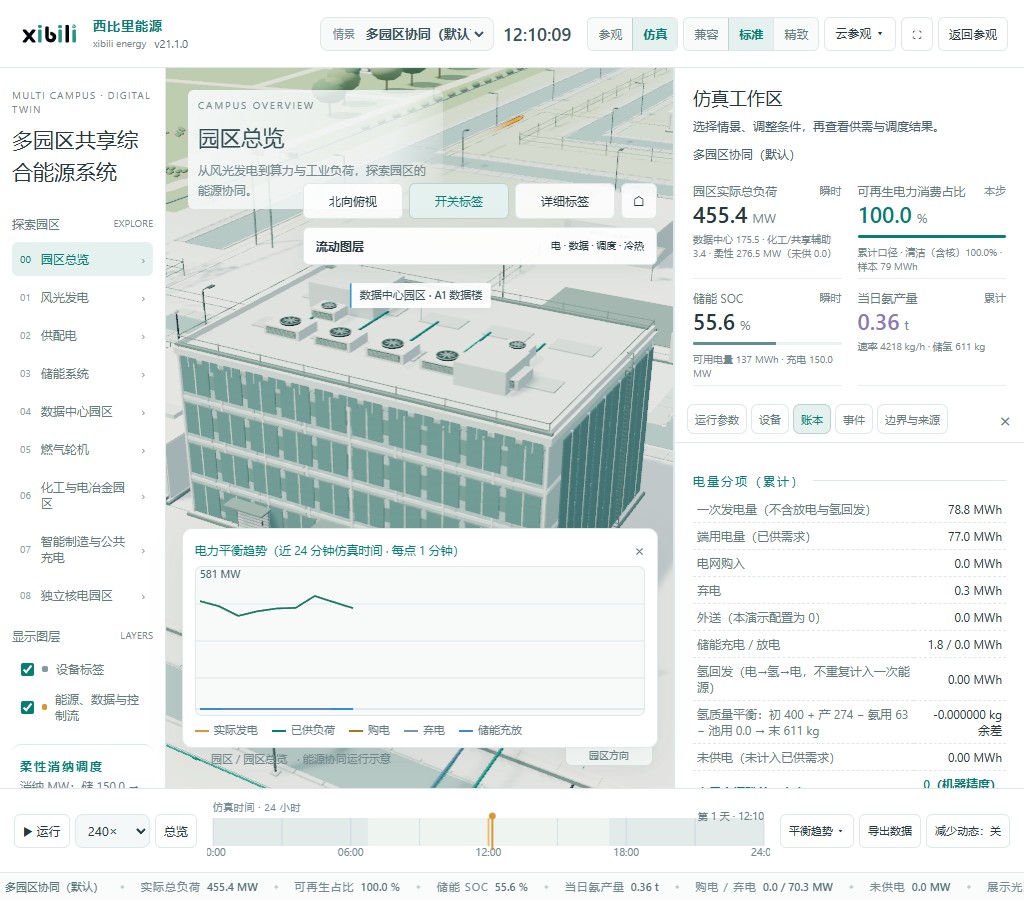 xibili
西比里能源
xibili energy v21.1.0
情景 多园区协同（默认
12:10:09
参观 仿真
兼容 标准 精致
云参观
返回参观
MULTI CAMPUS · DIGITAL
TWIN
多园区共享综
合能源系统
探索园区 EXPLORE
00 园区总览 ›
01 风光发电 ›
02 供配电 ›
03 储能系统 ›
04 数据中心园区 ›
05 燃气轮机 ›
06 化工与电冶金园
区 ›
07 智能制造与公共
充电 ›
08 独立核电园区 ›
显示图层 LAYERS
设备标签
能源、数据与控
制流
柔性消纳调度
CAMPUS OVERVIEW
园区总览
从风光发电到算力与工业负荷，探索园区的
能源协同。
北向俯视 开关标签 详细标签
流动图层 电 · 数据 · 调度 · 冷热
数据中心园区 · A1 数据楼
电力平衡趋势（近 24 分钟仿真时间 · 每点 1 分钟） ×
581 MW
实际发电 已供负荷 购电 弃电 储能充放
园区 / 园区总览 · 能源协同运行示意
园区方向
仿真工作区
选择情景、调整条件，再查看供需与调度结果。
多园区协同（默认）
园区实际总负荷 瞬时
455.4 MW
数据中心 175.5 · 化工/共享辅助
3.4 · 柔性 276.5 MW（未供 0.0）
可再生电力消费占比 本步
100.0 %
累计口径 · 清洁（含核）100.0% ·
样本 79 MWh
储能 SOC 瞬时
55.6 %
可用电量 137 MWh · 充电 150.0
MW
当日氨产量 累计
0.36 t
速率 4218 kg/h · 储氢 611 kg
运行参数 设备 账本 事件 边界与来源 ×
电量分项（累计）
一次发电量（不含放电与氢回发） 78.8 MWh
端用电量（已供需求） 77.0 MWh
电网购入 0.0 MWh
弃电 0.3 MWh
外送（本演示配置为 0） 0.0 MWh
储能充电 / 放电 1.8 / 0.0 MWh
氢回发（电→氢→电，不重复计入一次能
源） 0.00 MWh
氢质量平衡：初 400 + 产 274 − 氨用 63
− 池用 0.0 → 末 611 kg
-0.000000 kg
余差
未供电（未计入已供需求） 0.00 MWh
0（机器精度）
▶ 运行 240× 总览
仿真时间 · 24 小时
第 1 天 · 12:10
0:00 06:00 12:00 18:00 24:0
平衡趋势 导出数据 减少动态：关
多园区协同（默认） • 实际总负荷 455.4 MW • 可再生占比 100.0 % • 储能 SOC 55.6 % • 当日氨产量 0.36 t • 购电 / 弃电 0.0 / 70.3 MW • 未供电 0.0 MW • 展示光